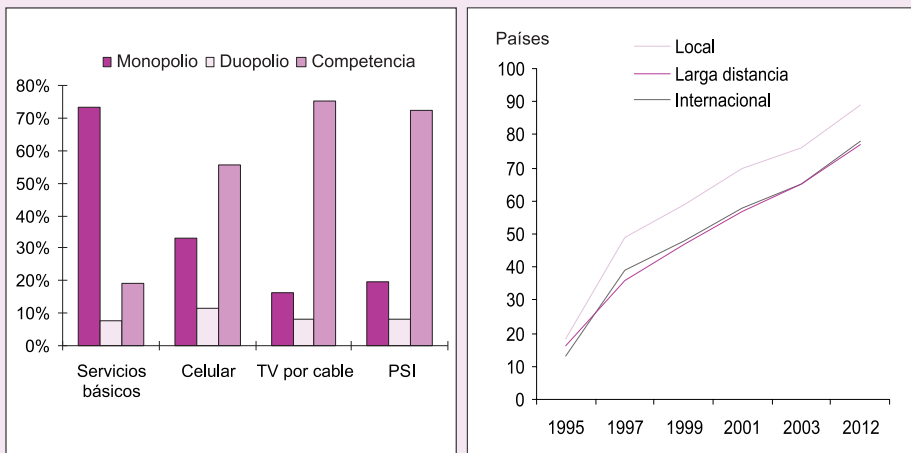 Monopolio Duopolio Competencia
80%
70%
60%
50%
40%
30%
20%
10%
0%
Servicios básicos
Celular
TV por cable
PSI
Países
Local
Larga distancia
Internacional
100
90
80
70
60
50
40
30
20
10
0
1995 1997 1999 2001 2003 2012